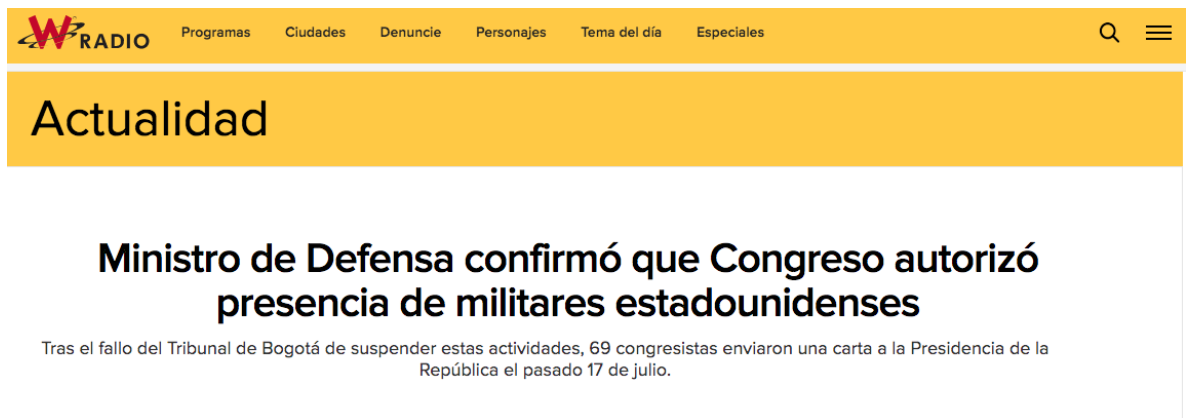 W RADIO Programas Ciudades Denuncie Personajes Tema del día Especiales
Actualidad
Ministro de Defensa confirmó que Congreso autorizó
presencia de militares estadounidenses
Tras el fallo del Tribunal de Bogotá de suspender estas actividades, 69 congresistas enviaron una carta a la Presidencia de la
República el pasado 17 de julio.